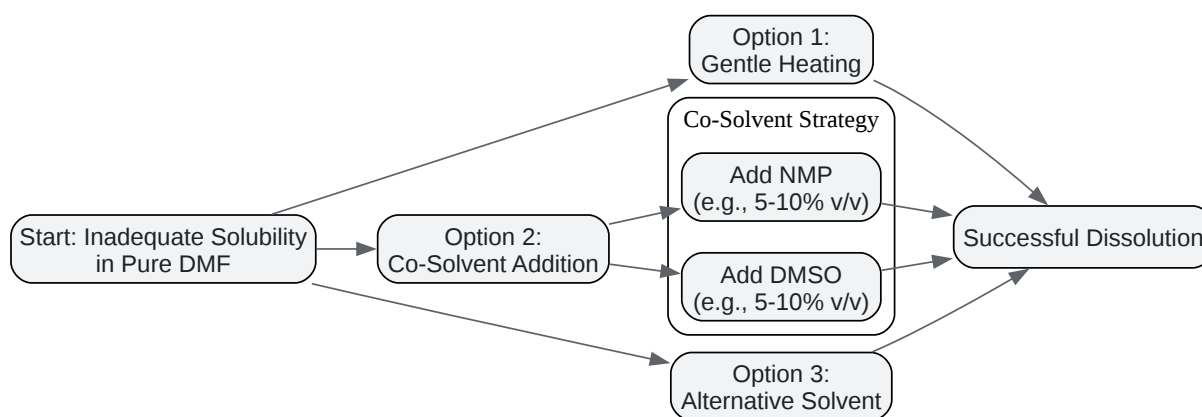 Option 1:
Gentle Heating
Co-Solvent Strategy
Add NMP
(e.g., 5-10% v/v)
Start: Inadequate Solubility
in Pure DMF
Option 2:
Co-Solvent Addition
Successful Dissolution
Add DMSO
(e.g., 5-10% v/v)
Option 3:
Alternative Solvent